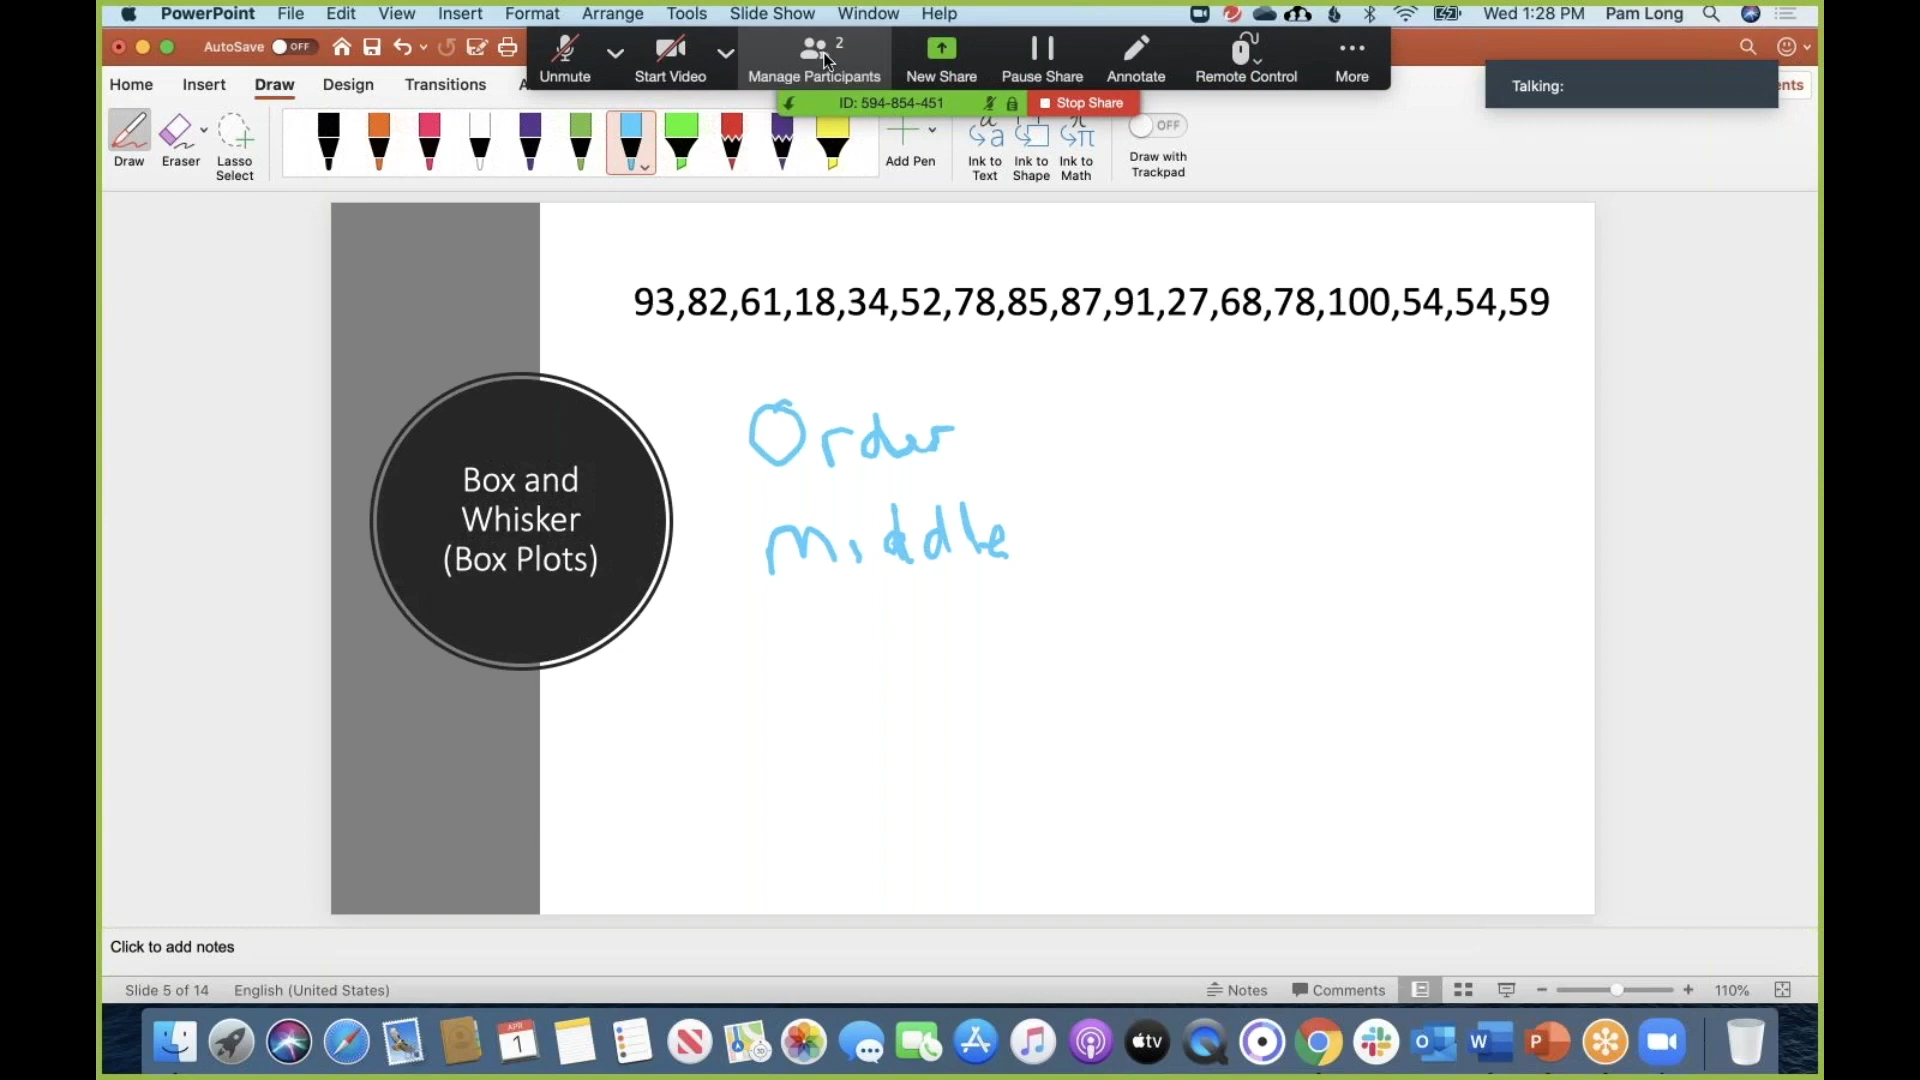 PowerPoint File Edit View Insert Format Arrange Tools Slide Show Window Help Wed 1:28 PM Pam Long
AutoSave OFF
Unmute Start Video 2 Manage Participants New Share Pause Share Annotate Remote Control More
Talking:
ID: 594-854-451 Stop Share
Home Insert Draw Design Transitions A ents
Draw Eraser Lasso Select Add Pen Ink to Text Ink to Shape Ink to Math OFF Draw with Trackpad
93,82,61,18,34,52,78,85,87,91,27,68,78,100,54,54,59
Order
Middle
Box and
Whisker
(Box Plots)
Click to add notes
Slide 5 of 14 English (United States) Notes Comments 110%
APR
1
tv